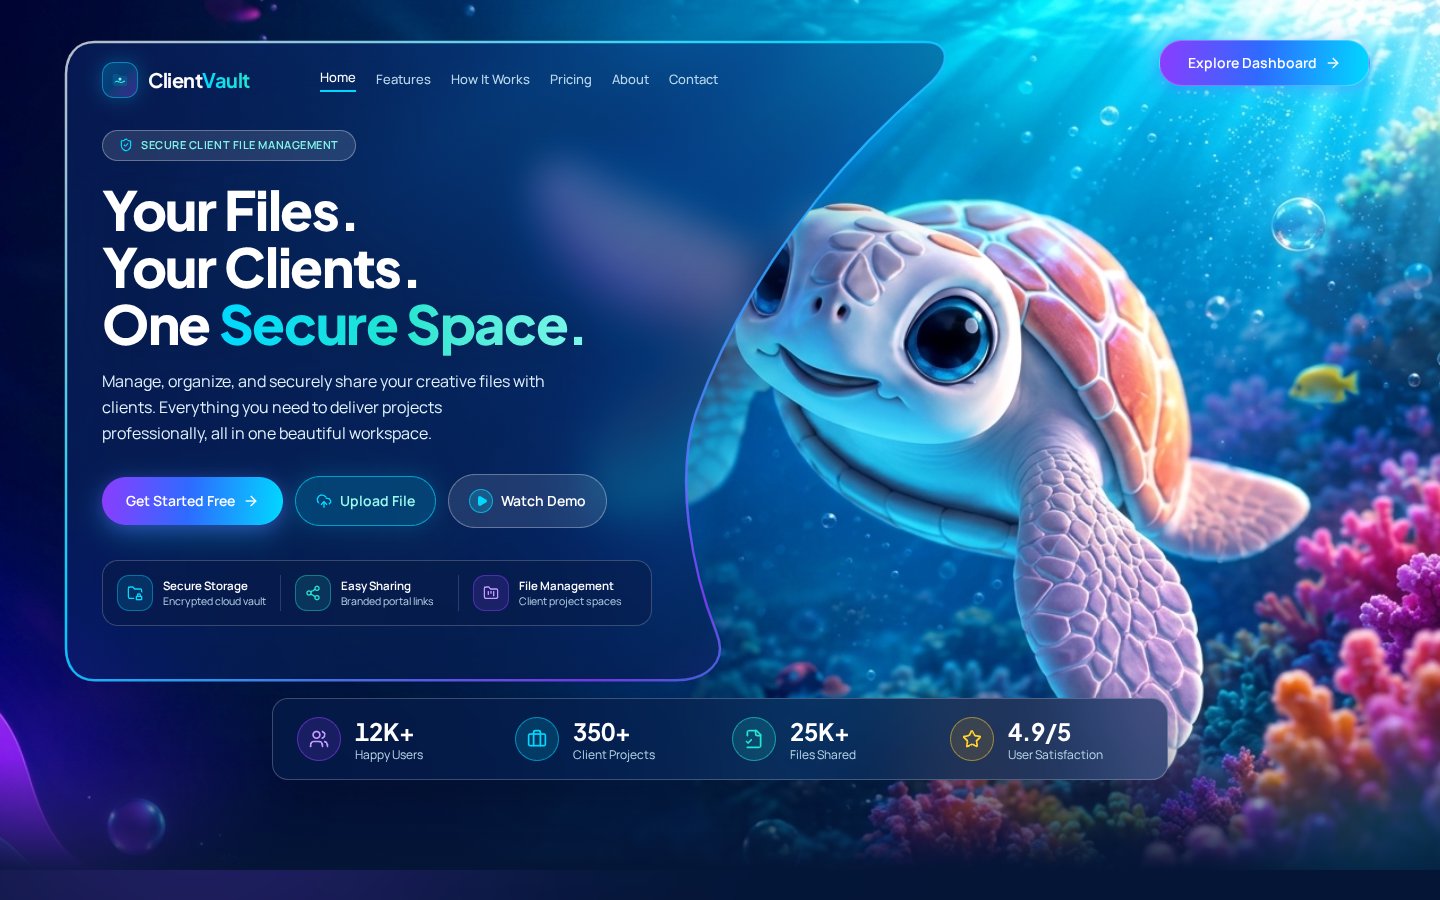 ClientVault
Home Features How It Works Pricing About Contact
Explore Dashboard
SECURE CLIENT FILE MANAGEMENT
Your Files.
Your Clients.
One Secure Space.
Manage, organize, and securely share your creative files with
clients. Everything you need to deliver projects
professionally, all in one beautiful workspace.
Get Started Free
Upload File
Watch Demo
Secure Storage
Encrypted cloud vault
Easy Sharing
Branded portal links
File Management
Client project spaces
12K+
Happy Users
350+
Client Projects
25K+
Files Shared
4.9/5
User Satisfaction